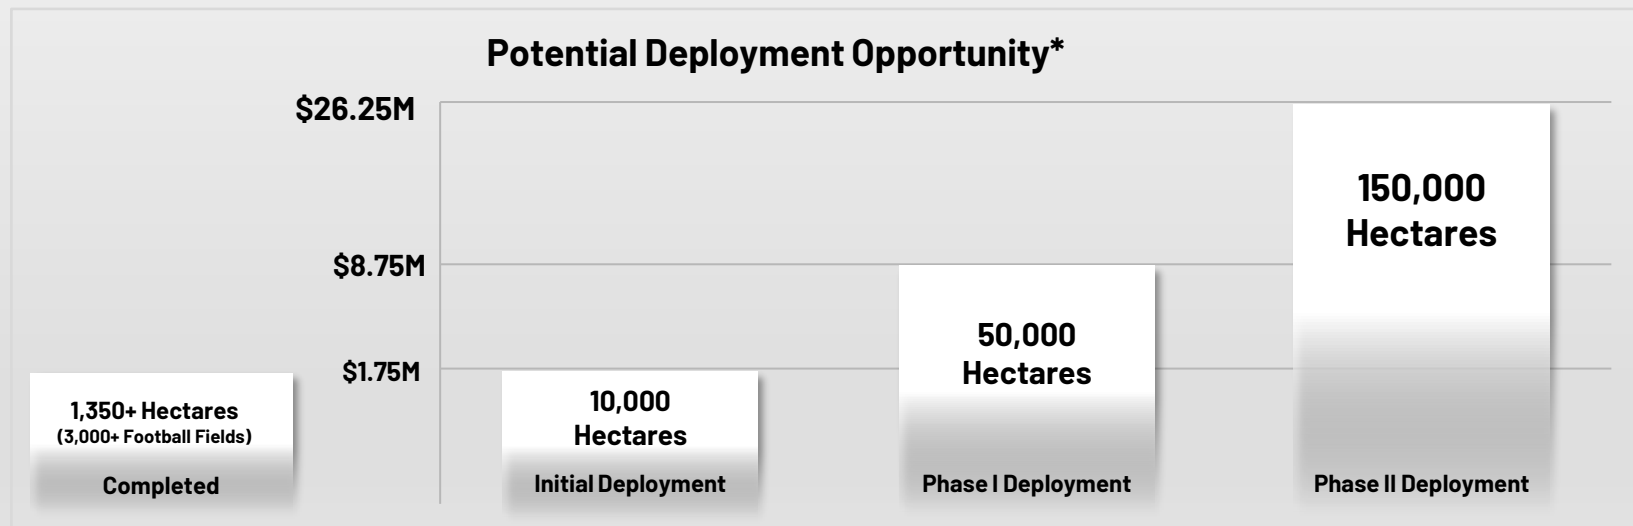 Potential Deployment Opportunity*
$26.25M
$8.75M
$1.75M
1,350+ Hectares
(3,000+ Football Fields)
Completed
10,000
Hectares
Initial Deployment
50,000
Hectares
Phase I Deployment
150,000
Hectares
Phase II Deployment